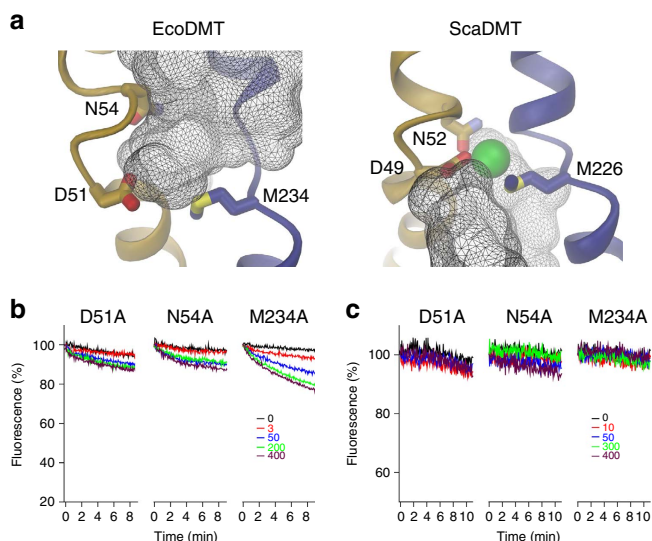 a
EcoDMT
ScaDMT
N54
D51
M234
N52
D49
M226
b
D51A N54A M234A
Fluorescence (%)
100
80
60
40
20
0
3
50
200
400
0 2 4 6 8 0 2 4 6 8 0 2 4 6 8
Time (min)
c
D51A N54A M234A
Fluorescence (%)
100
80
60
0
10
50
300
400
0 2 4 6 8 10 0 2 4 6 8 10 0 2 4 6 8 10
Time (min)